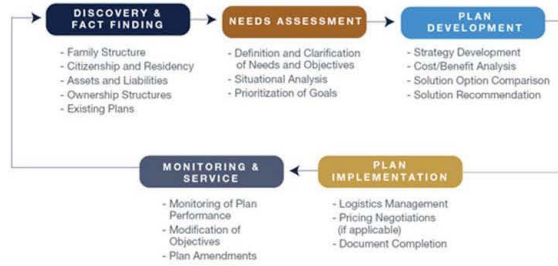 DISCOVERY &
FACT FINDING
- Family Structure
- Citizenship and Residency
- Assets and Liabilities
- Ownership Structures
- Existing Plans
NEEDS ASSESSMENT
- Definition and Clarification
of Needs and Objectives
- Situational Analysis
- Prioritization of Goals
PLAN
DEVELOPMENT
- Strategy Development
- Cost/Benefit Analysis
- Solution Option Comparison
- Solution Recommendation
PLAN
IMPLEMENTATION
- Logistics Management
- Pricing Negotiations
(if applicable)
- Document Completion
MONITORING &
SERVICE
- Monitoring of Plan
Performance
- Modification of
Objectives
- Plan Amendments